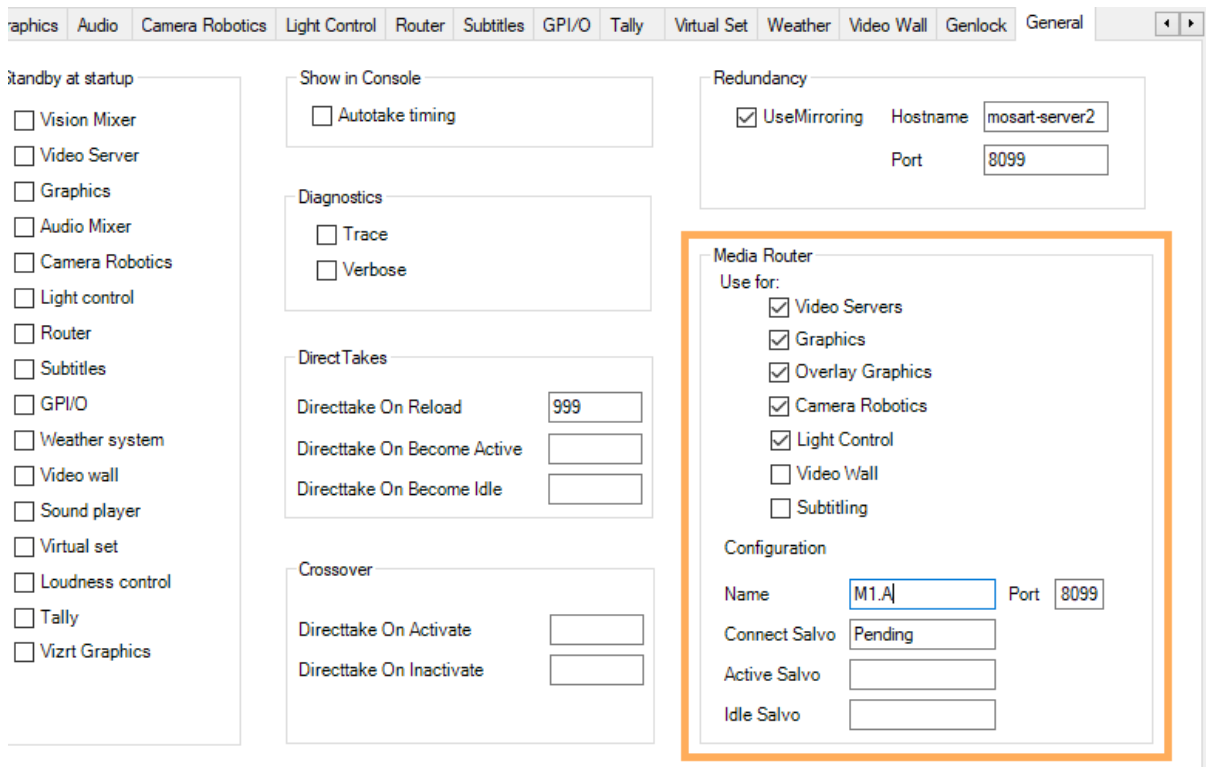 raphics Audio Camera Robotics Light Control Router Subtitles GPI/O Tally Virtual Set Weather Video Wall Genlock General
Standby at startup
Vision Mixer
Video Server
Graphics
Audio Mixer
Camera Robotics
Light control
Router
Subtitles
GPI/O
Weather system
Video wall
Sound player
Virtual set
Loudness control
Tally
Vizrt Graphics
Show in Console
Autotake timing
Diagnostics
Trace
Verbose
DirectTakes
Directtake On Reload 999
Directtake On Become Active
Directtake On Become Idle
Crossover
Directtake On Activate
Directtake On Inactivate
Redundancy
UseMirroring Hostname mosart-server2
Port 8099
Media Router
Use for:
Video Servers
Graphics
Overlay Graphics
Camera Robotics
Light Control
Video Wall
Subtitling
Configuration
Name M1.A Port 8099
Connect Salvo Pending
Active Salvo
Idle Salvo